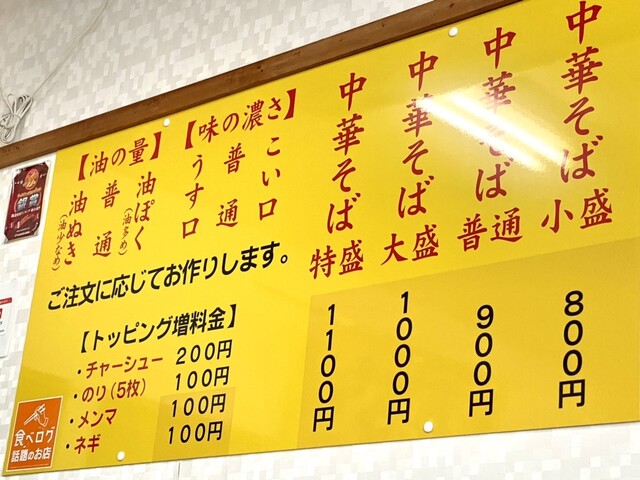 中華そば 小盛 800円
中華そば 普通 900円
中華そば 大盛 1000円
中華そば 特盛 1100円
【味の濃さ】
こい口
普通
うす口
【油の量】
油ぽく
(油多め)
普通
油ぬき
(油少なめ)
ご注文に応じてお作りします。
【トッピング増料金】
・チャーシュー 200円
・のり(5枚) 100円
・メンマ 100円
・ネギ 100円
食べログ
話題のお店